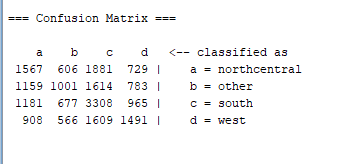 === Confusion Matrix ===
a b c d <-- classified as
1567 606 1881 729 | a = northcentral
1159 1001 1614 783 | b = other
1181 677 3308 965 | c = south
908 566 1609 1491 | d = west